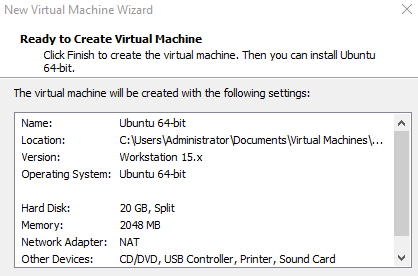 New Virtual Machine Wizard
Ready to Create Virtual Machine
Click Finish to create the virtual machine. Then you can install Ubuntu
64-bit.
The virtual machine will be created with the following settings:
Name: Ubuntu 64-bit
Location: C:\Users\Administrator\Documents\Virtual Machines\...
Version: Workstation 15.x
Operating System: Ubuntu 64-bit
Hard Disk: 20 GB, Split
Memory: 2048 MB
Network Adapter: NAT
Other Devices: CD/DVD, USB Controller, Printer, Sound Card